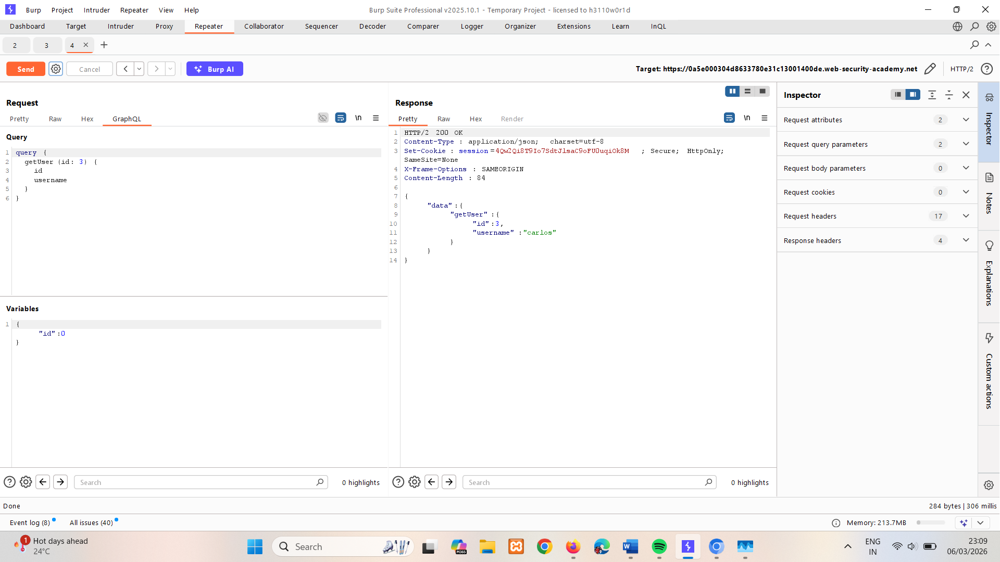 Burp Project Intruder Repeater View Help
Burp Suite Professional v2025.10.1 - Temporary Project - licensed to h3110w0r1d
Dashboard Target Intruder Proxy Repeater Collaborator Sequencer Decoder Comparer Logger Organizer Extensions Learn InQL
2 3 4
Send Cancel Burp AI Target: https://0a5e000304d8633780e31c13001400de.web-security-academy.net HTTP/2
Request
Pretty Raw Hex GraphQL \n
Query
1 query {
2 getUser (id: 3) {
3 id
4 username
5 }
6 }
Variables
1 {
"id":0
}
Search 0 highlights
Response
Pretty Raw Hex Render \n
1 HTTP/2 200 OK
2 Content-Type : application/json; charset=utf-8
3 Set-Cookie : session=4Qw2Qi8T9Io7SdtJlsaC9oFU0uqiOk8M ; Secure; HttpOnly;
SameSite=None
4 X-Frame-Options : SAMEORIGIN
5 Content-Length : 84
6
7 {
8 "data":{
9 "getUser" :{
10 "id":3,
11 "username" :"carlos"
12 }
13 }
14 }
Search 0 highlights
Inspector
Request attributes 2
Request query parameters 2
Request body parameters 0
Request cookies 0
Request headers 17
Response headers 4
Inspector
Notes
Explanations
Custom actions
Done 284 bytes | 306 millis
Event log (8) All issues (40) Memory: 213.7MB
1 Hot days ahead
24°C
Search
M365
ENG
IN
23:09
06/03/2026